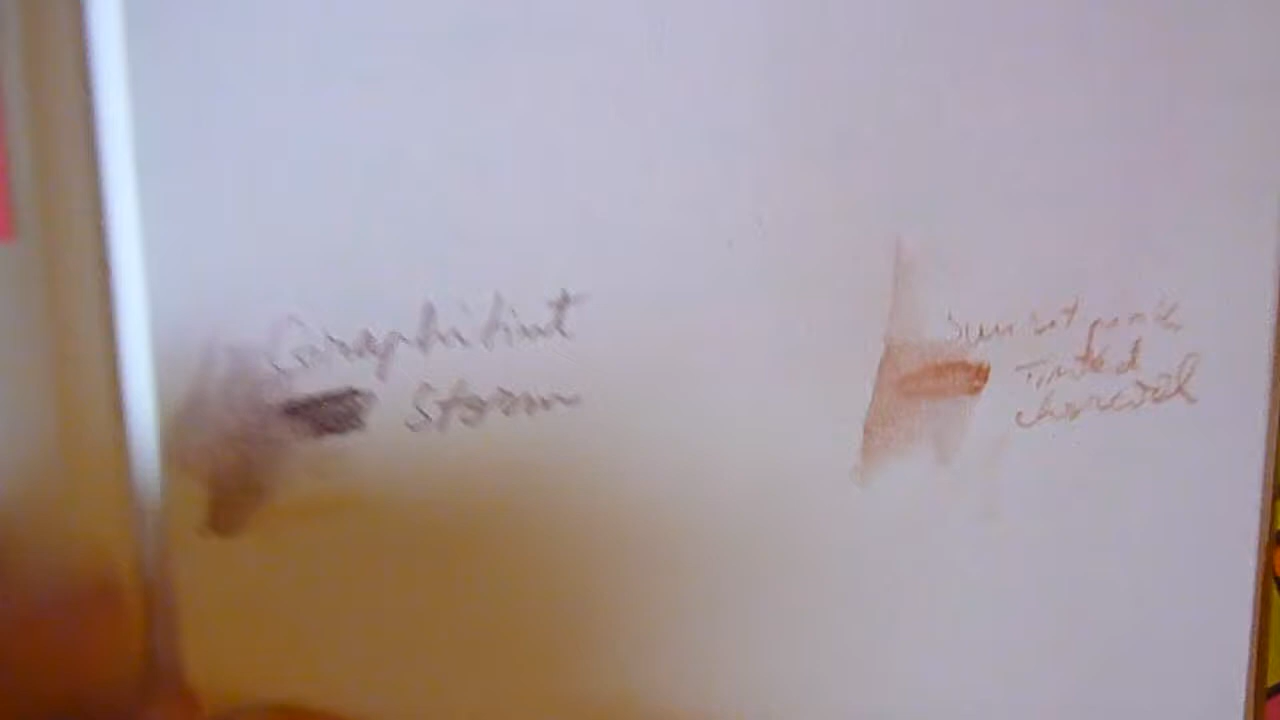 Graphitint
Storm
Sunset pink
Tinted
charcoal